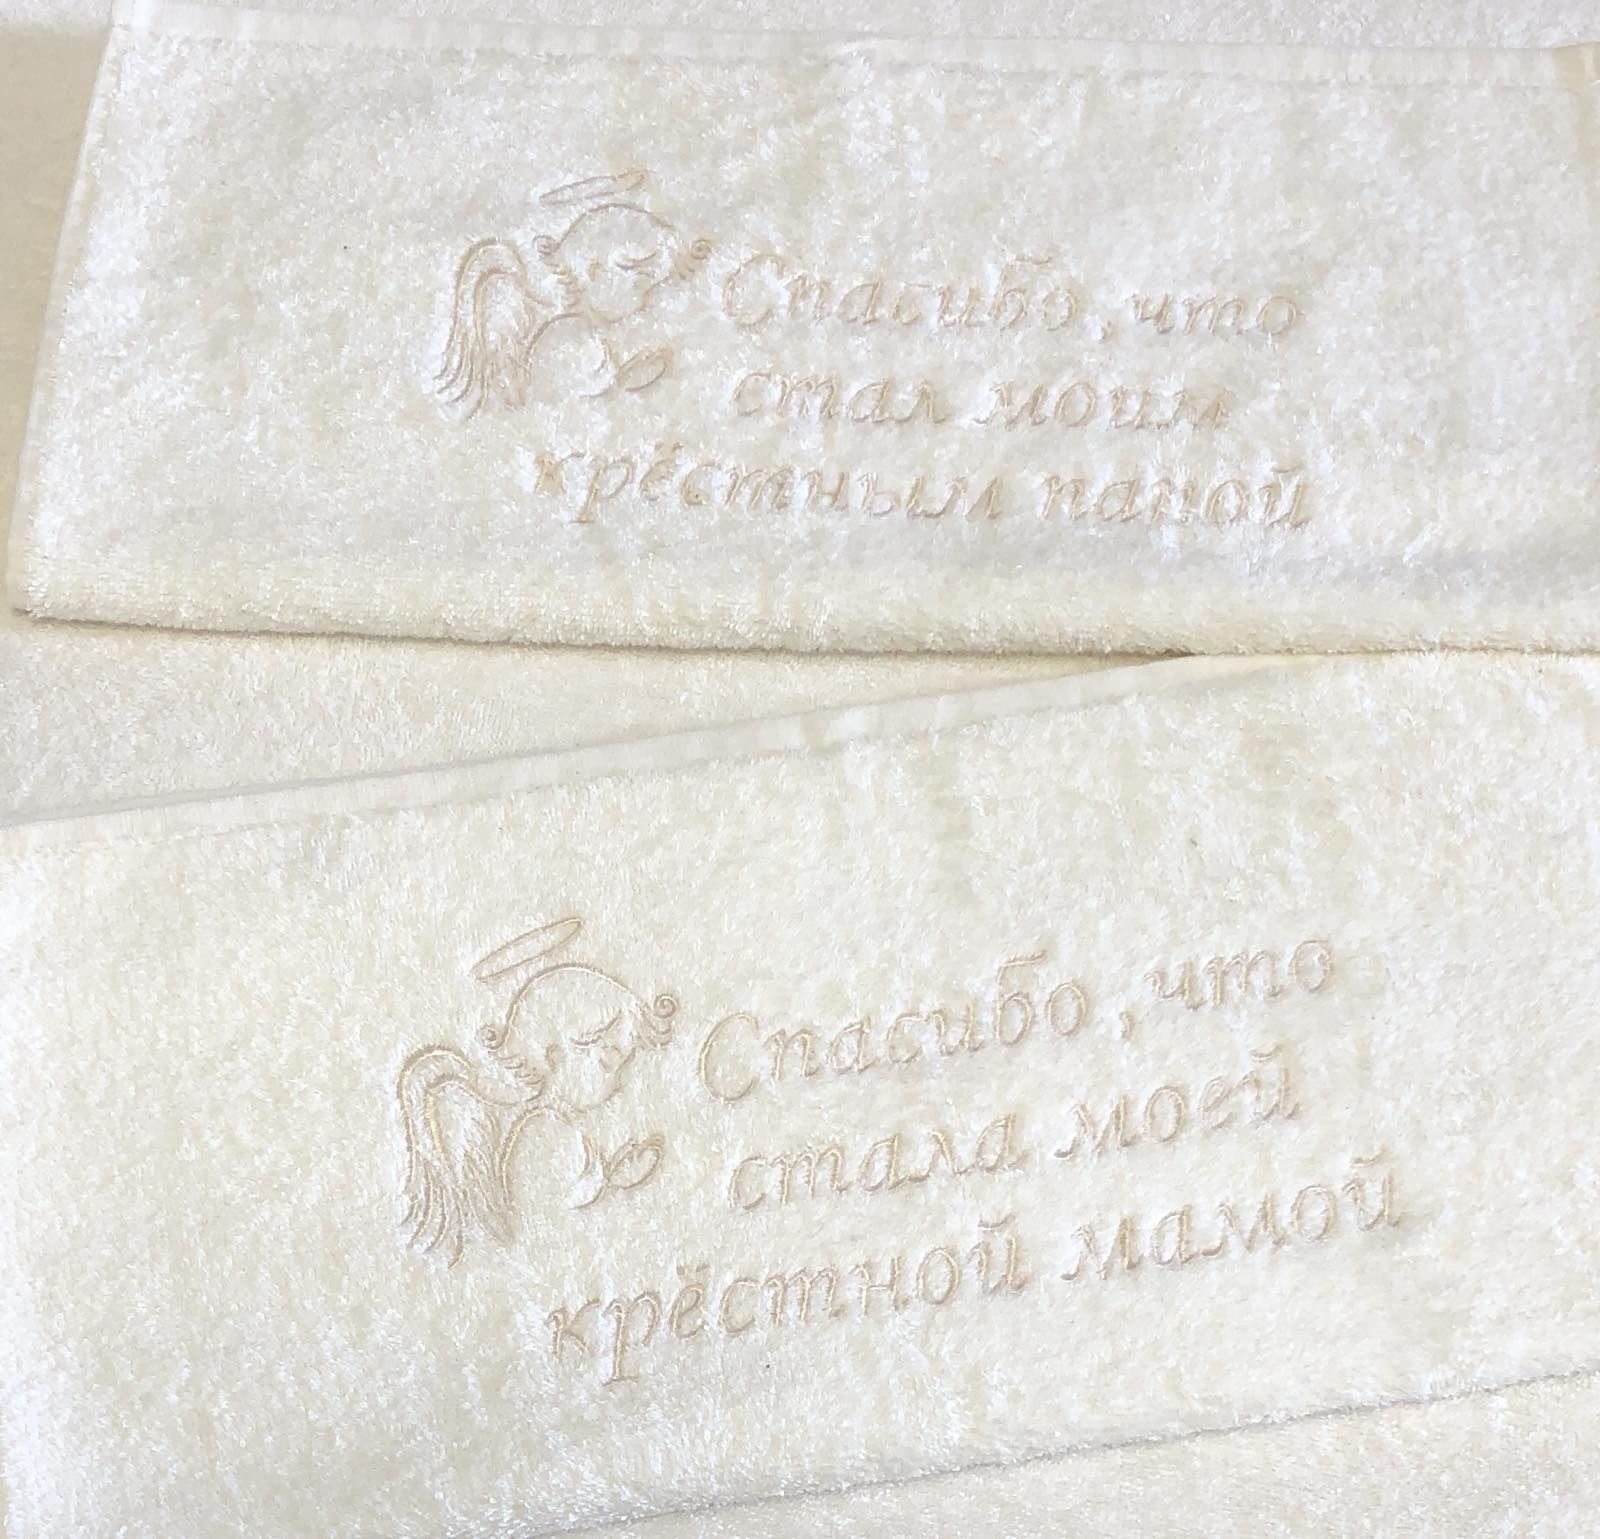 Спасибо, что
стал моим
крёстным папой
Спасибо, что
стала моей
крёстной мамой